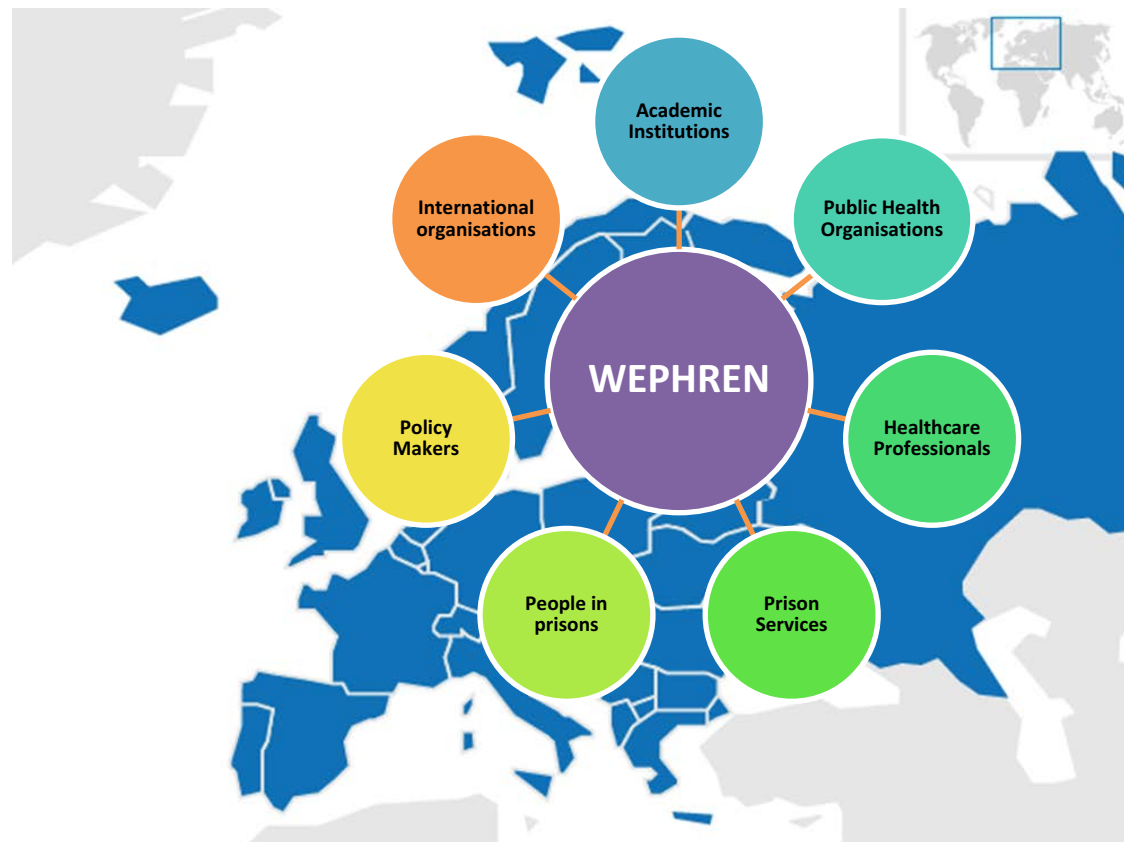 Academic
Institutions
International
organisations
Public Health
Organisations
WEPHREN
Policy
Makers
Healthcare
Professionals
People in
prisons
Prison
Services